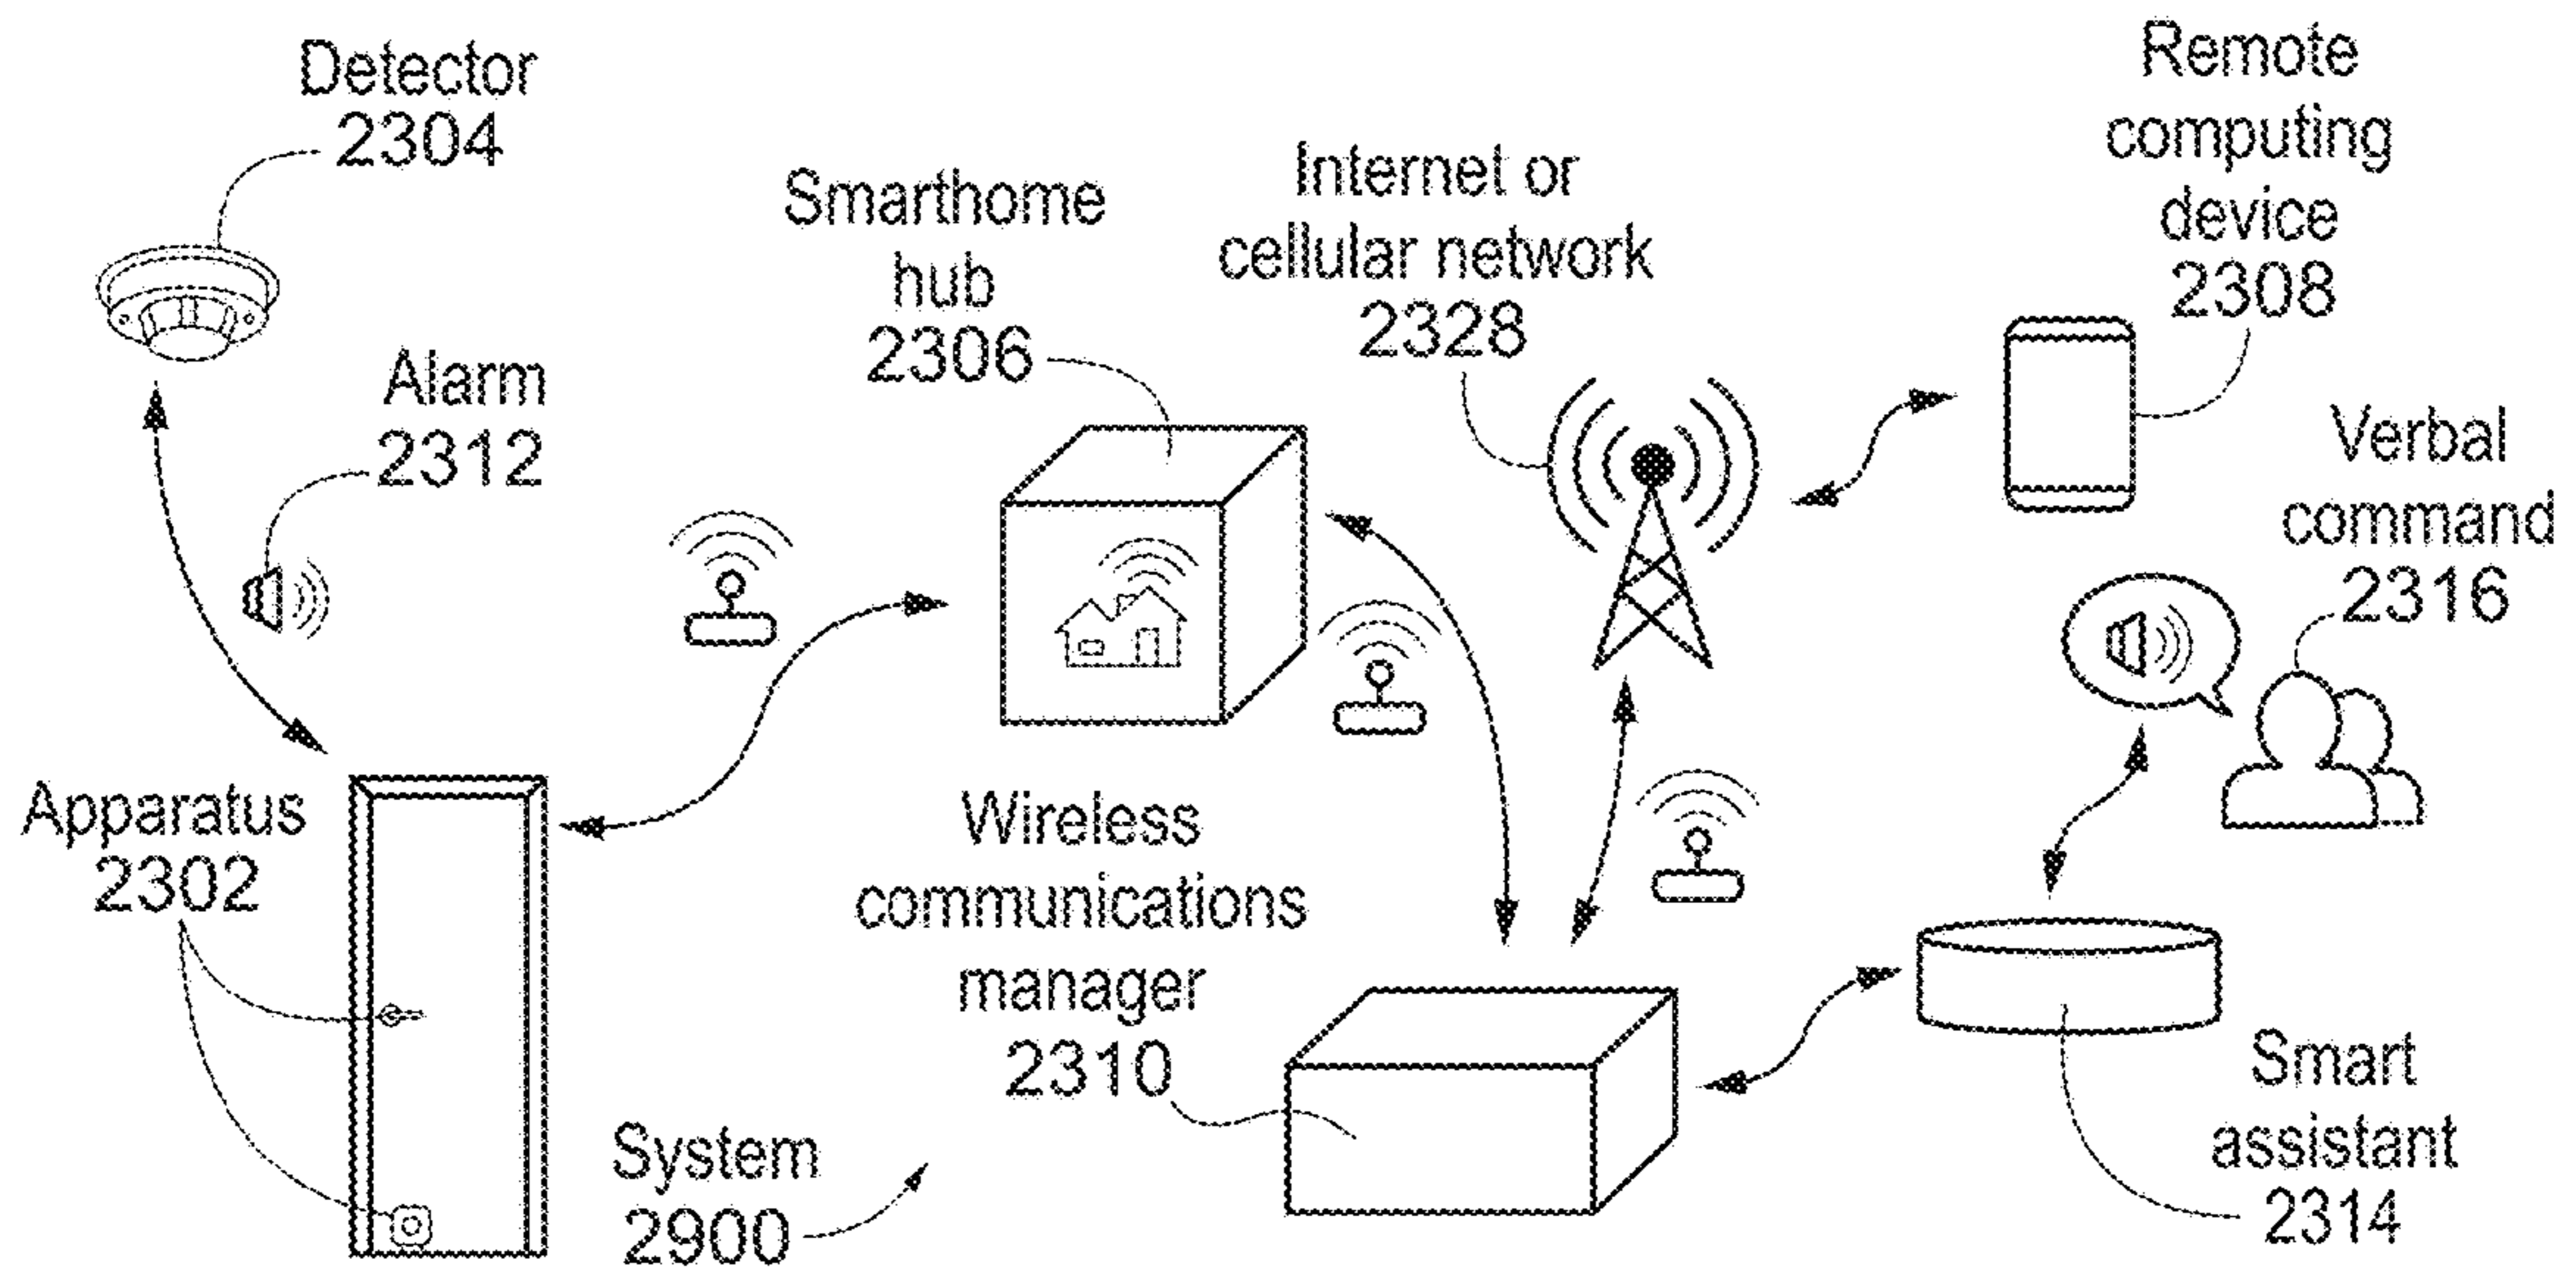 Detector
2304
Alarm
2312
Smarthome
hub
2306
Internet or
cellular network
2328
Remote
computing
device
2308
Verbal
command
2316
Apparatus
2302
Wireless
communications
manager
2310
System
2900
Smart
assistant
2314